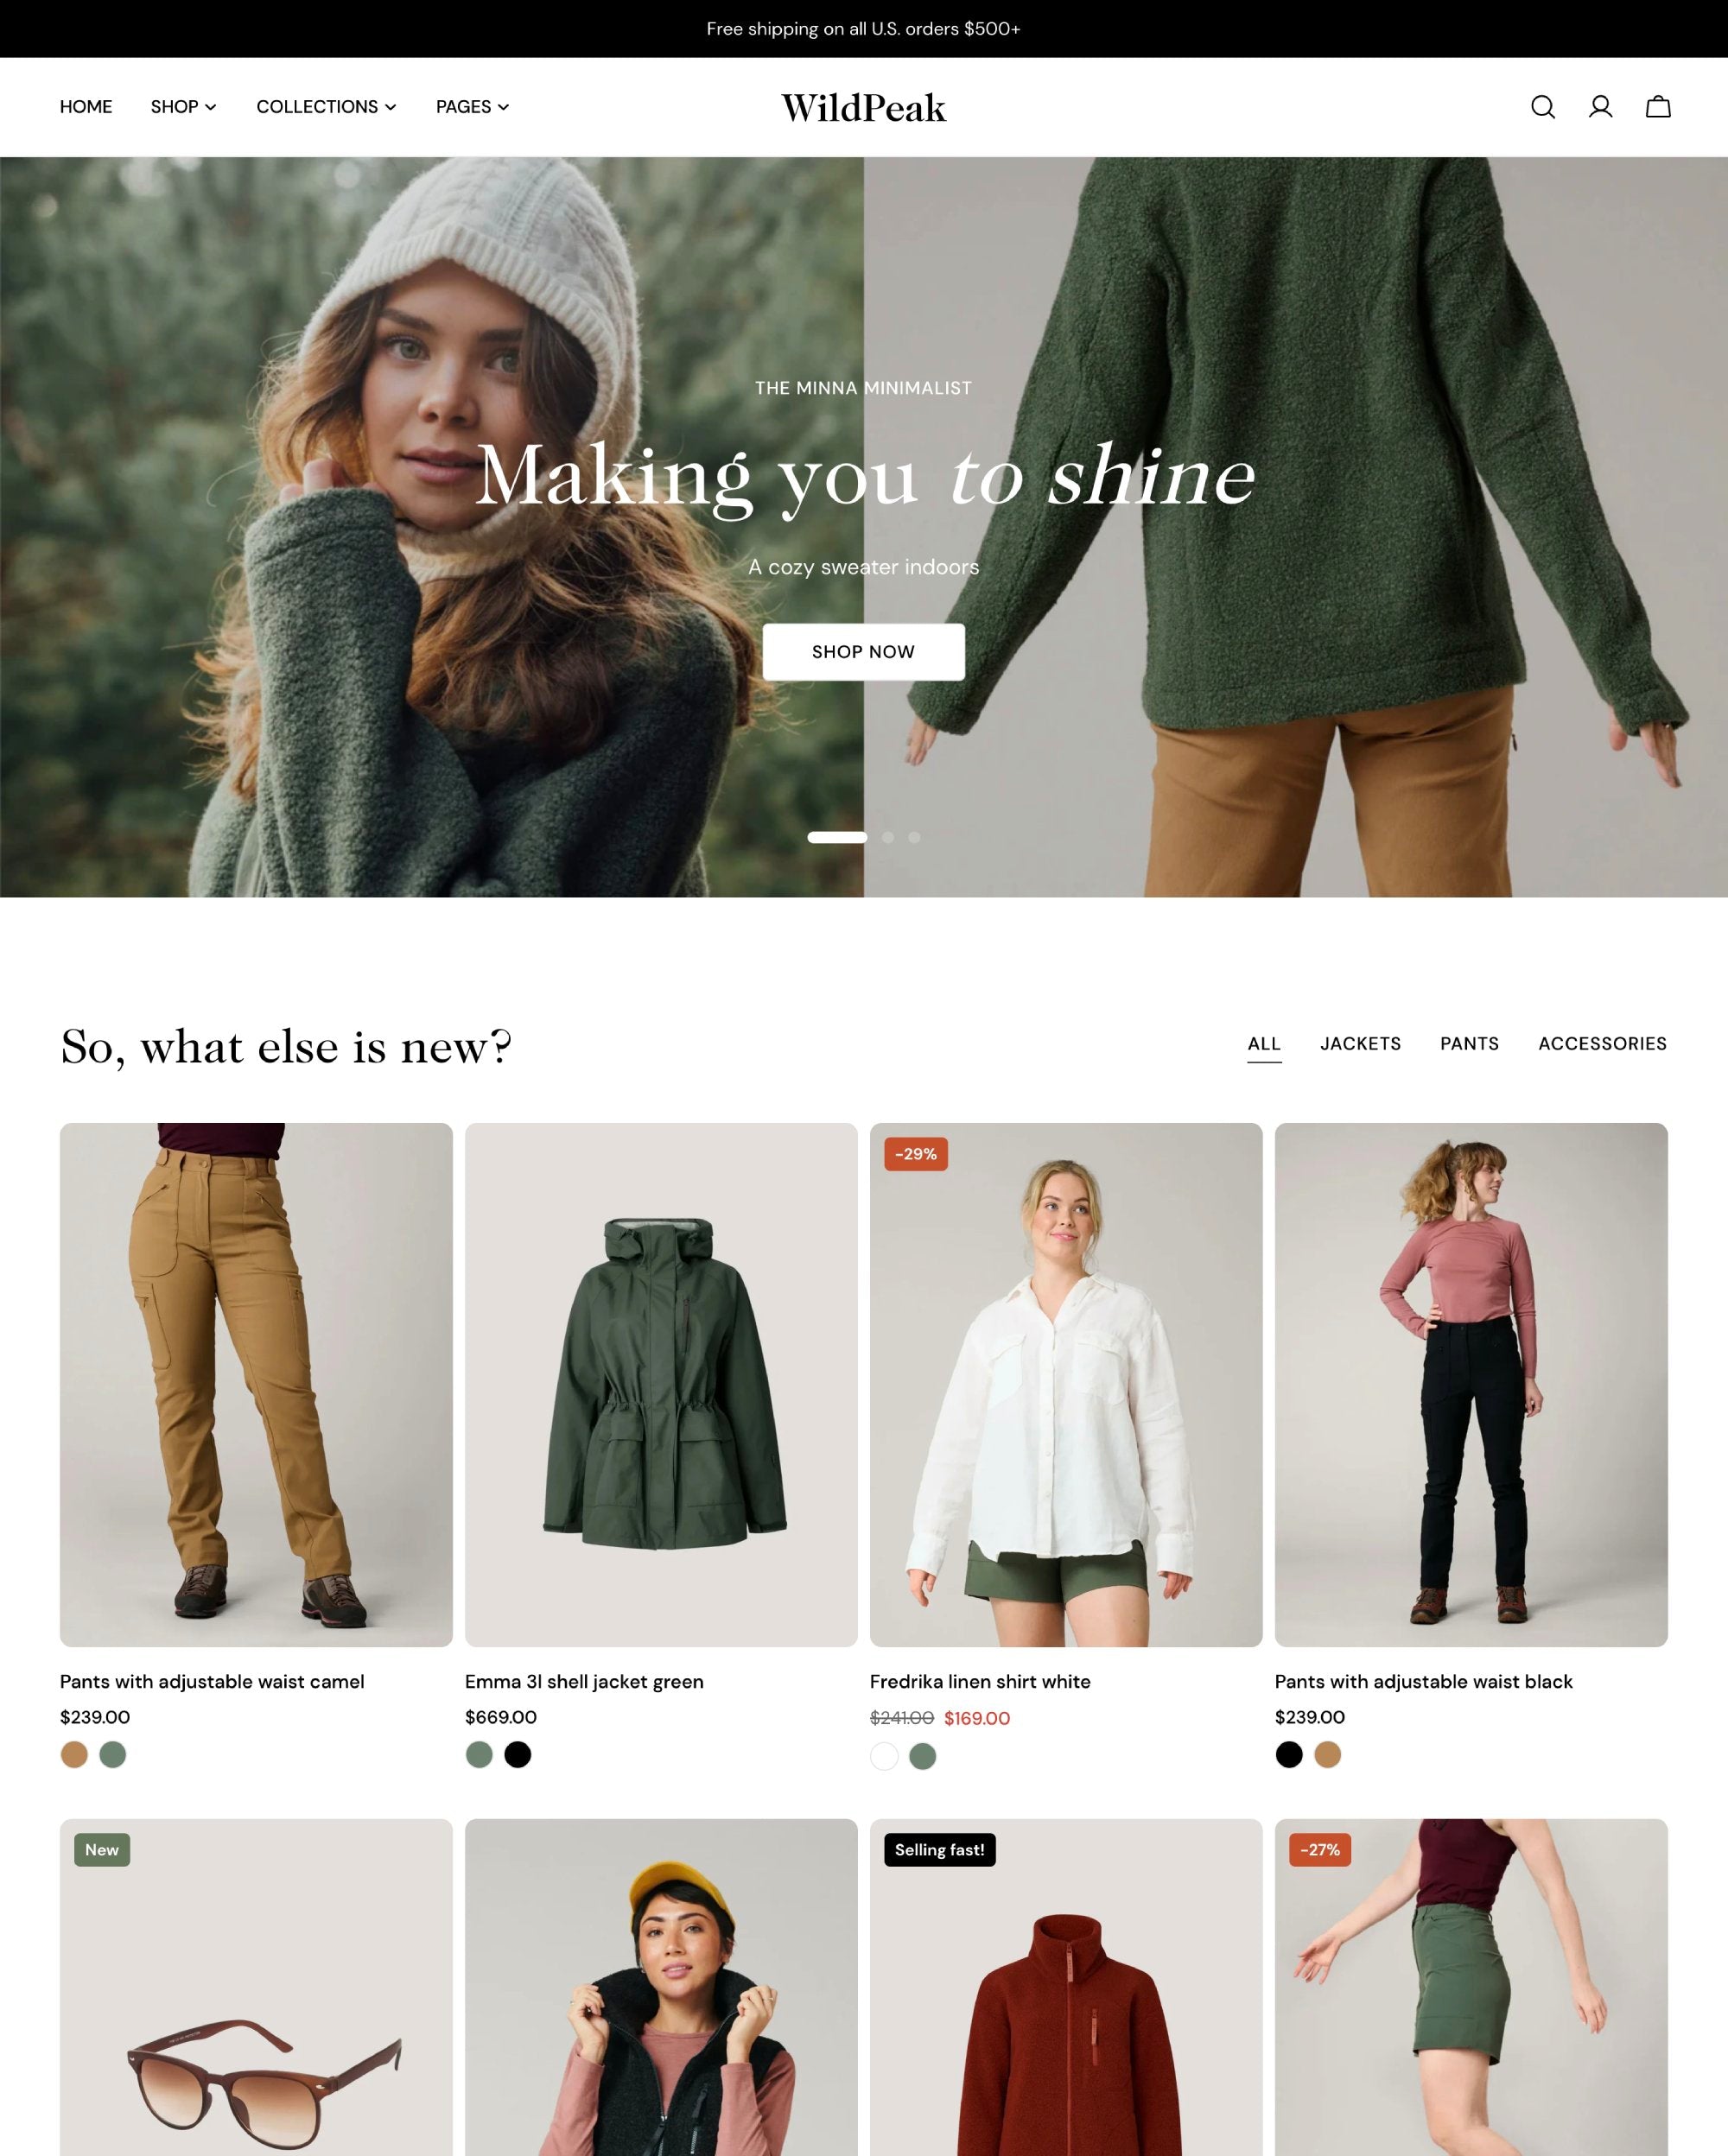 Free shipping on all U.S. orders $500+
HOME SHOP COLLECTIONS PAGES
WildPeak
THE MINNA MINIMALIST
Making you to shine
A cozy sweater indoors
SHOP NOW
So, what else is new?
ALL JACKETS PANTS ACCESSORIES
-29%
Pants with adjustable waist camel
$239.00
Emma 3l shell jacket green
$669.00
Fredrika linen shirt white
$241.00 $169.00
Pants with adjustable waist black
$239.00
New
Selling fast!
-27%